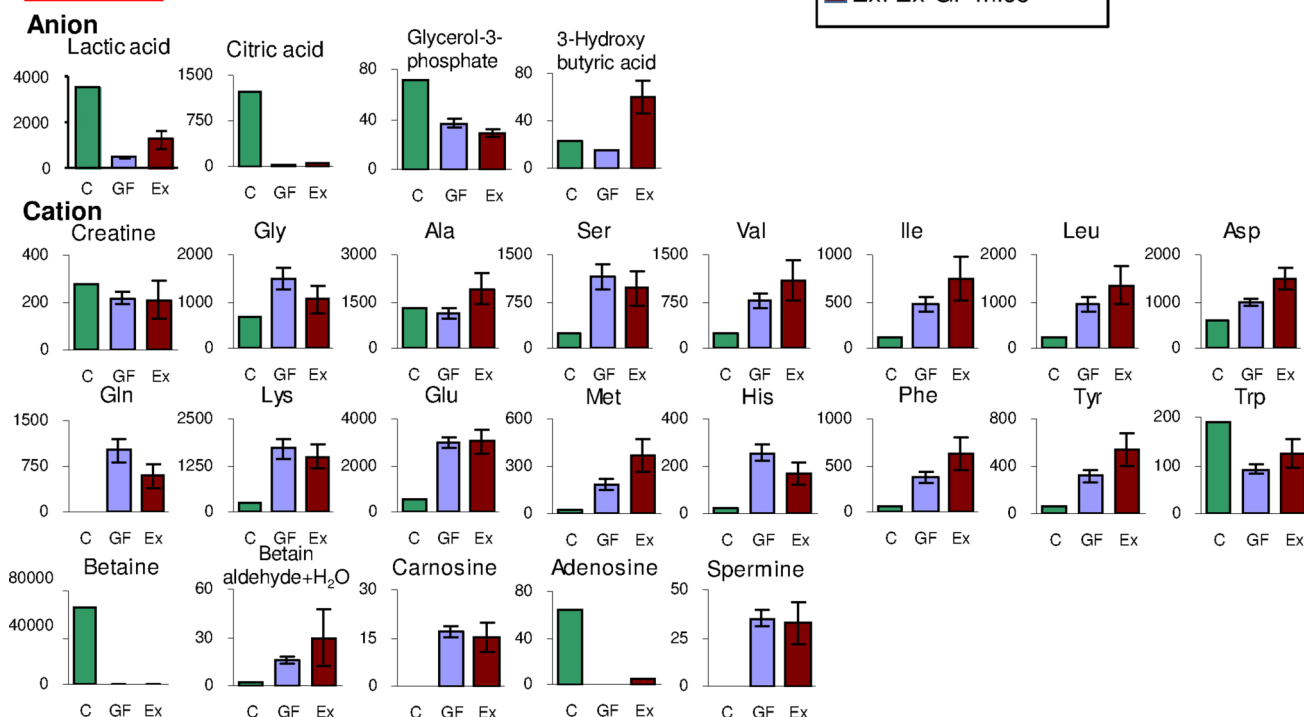 Ex: Ex-GF mice
Anion
Lactic acid Citric acid Glycerol-3-phosphate 3-Hydroxy butyric acid
4000 1500 80 80
2000 750 40 40
0 0 0 0
C GF Ex C GF Ex C GF Ex C GF Ex
Cation
Creatine Gly Ala Ser Val Ile Leu Asp
400 2000 3000 1500 1500 1000 2000 2000
200 1000 1500 750 750 500 1000 1000
0 0 0 0 0 0 0 0
C GF Ex C GF Ex C GF Ex C GF Ex C GF Ex C GF Ex C GF Ex C GF Ex
Gln Lys Glu Met His Phe Tyr Trp
1500 2500 4000 600 400 1000 800 200
750 1250 2000 300 200 500 400 100
0 0 0 0 0 0 0 0
C GF Ex C GF Ex C GF Ex C GF Ex C GF Ex C GF Ex C GF Ex C GF Ex
Betaine Betain aldehyde+H₂O Carnosine Adenosine Spermine
80000 60 30 80 50
40000 30 15 40 25
0 0 0 0 0
C GF Ex C GF Ex C GF Ex C GF Ex C GF Ex